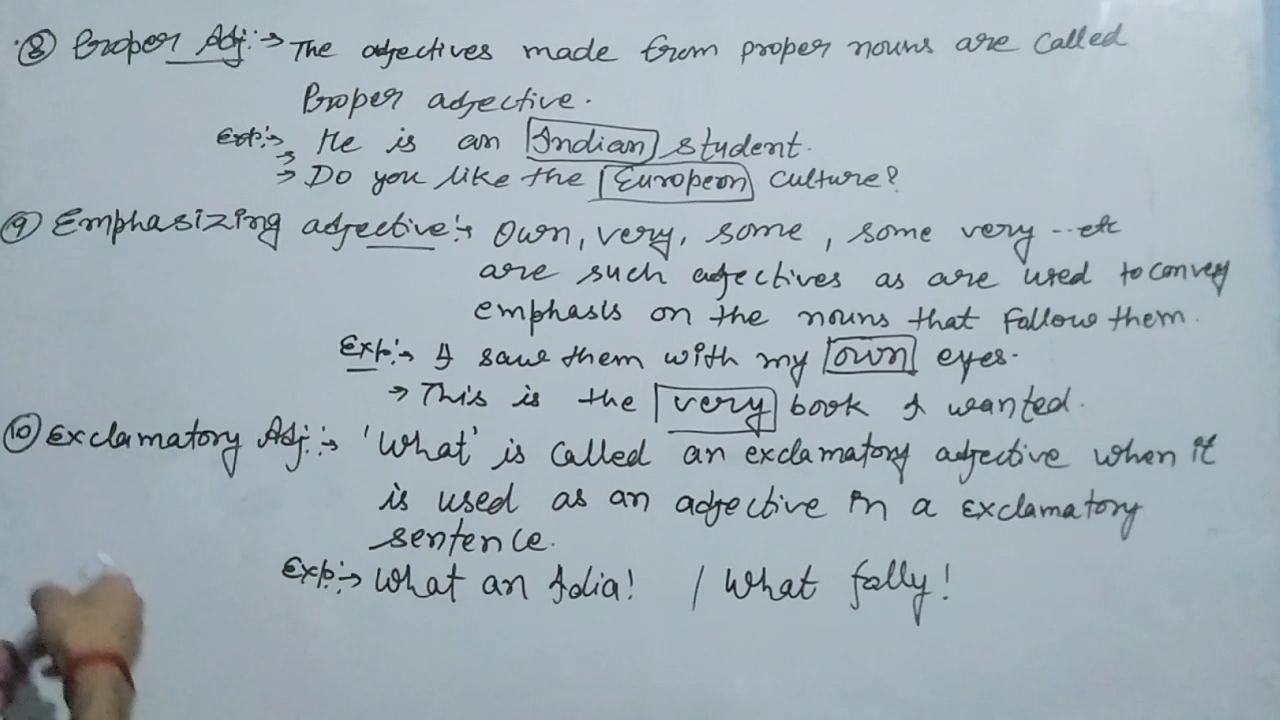 ⑧ Proper Adj:→ The adjectives made from proper nouns are called
Proper adjective.
Exp:→ He is an Indian student.
→ Do you like the European culture?
⑨ Emphasizing adjective:→ Own, very, some, some very --etc
are such adjectives as are used to convey
emphasis on the nouns that follow them.
Exp:→ I saw them with my own eyes.
→ This is the very book I wanted.
⑩ Exclamatory Adj.:→ 'What' is called an exclamatory adjective when it
is used as an adjective in a exclamatory
sentence.
Exp:→ What an Idia! / What folly!